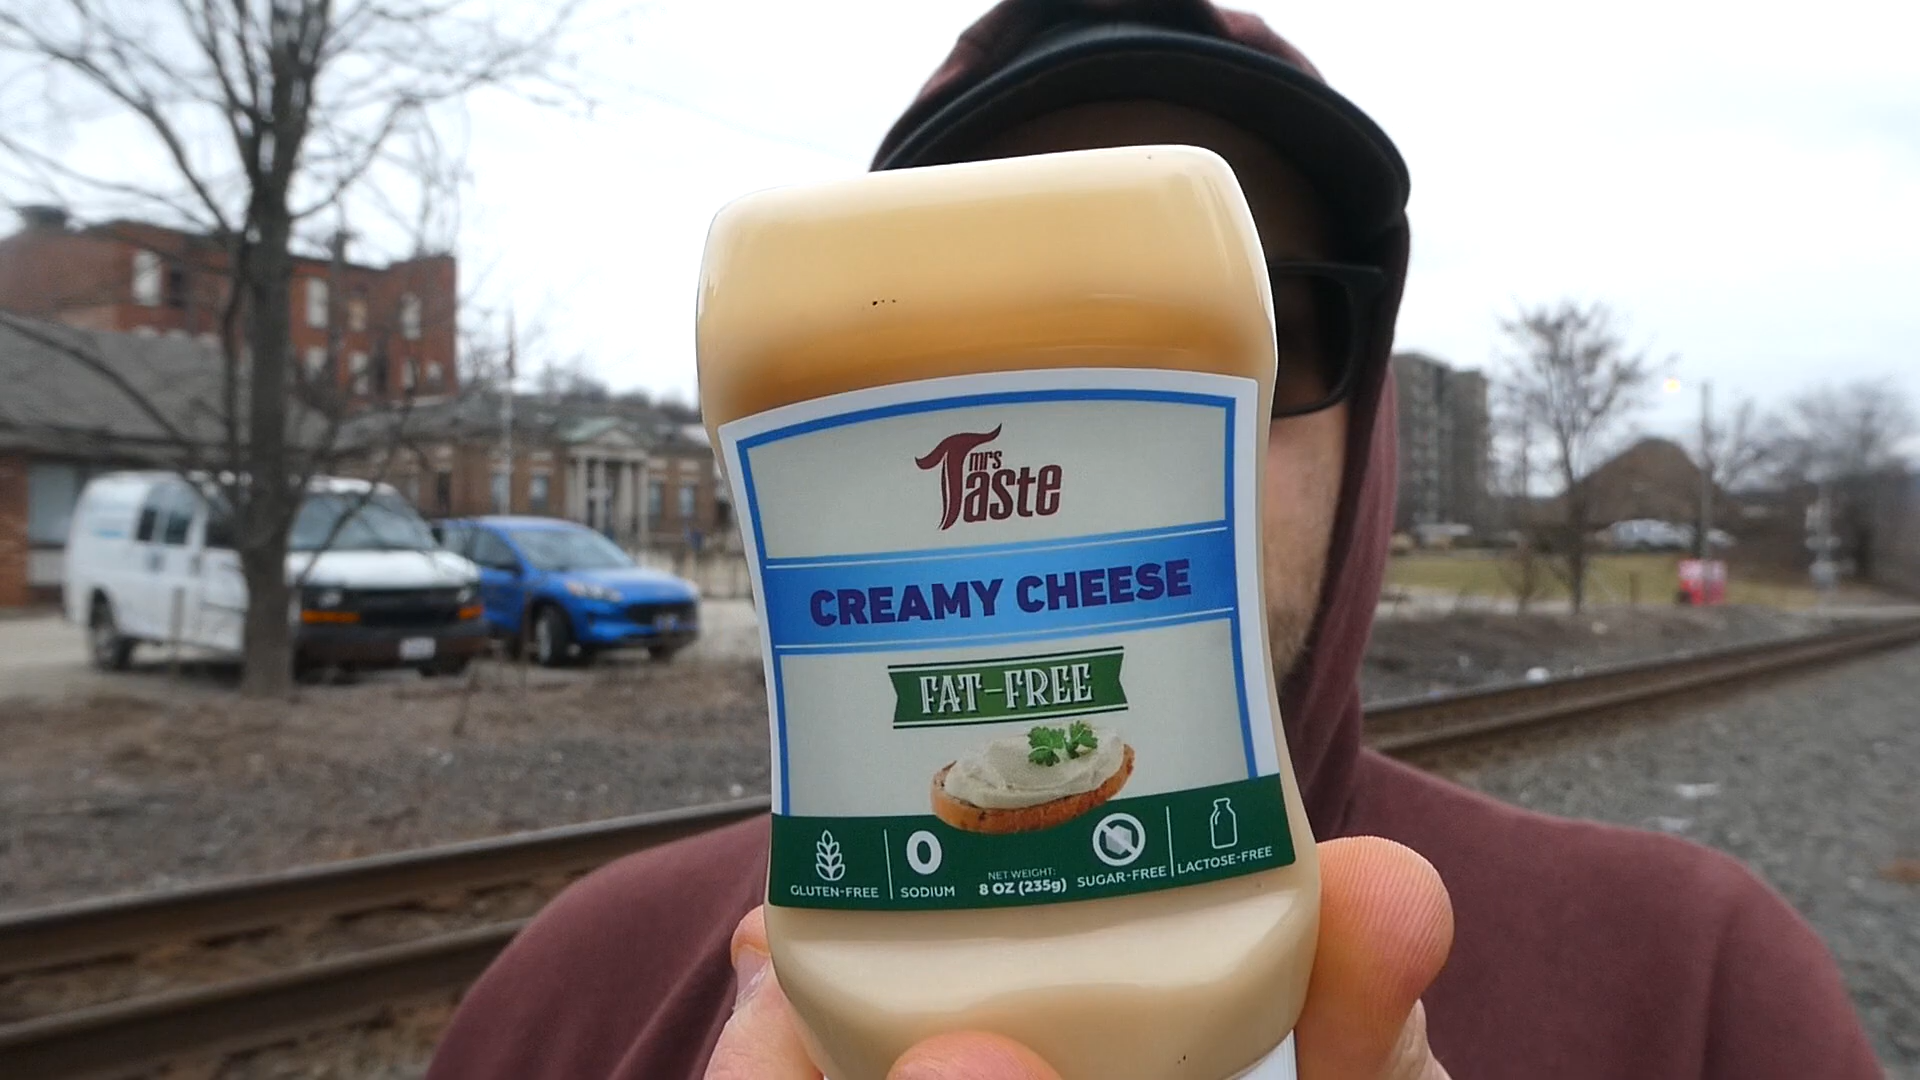 mrs
Taste
CREAMY CHEESE
FAT-FREE
GLUTEN-FREE
0
SODIUM
NET WEIGHT:
8 OZ (235g)
SUGAR-FREE
LACTOSE-FREE